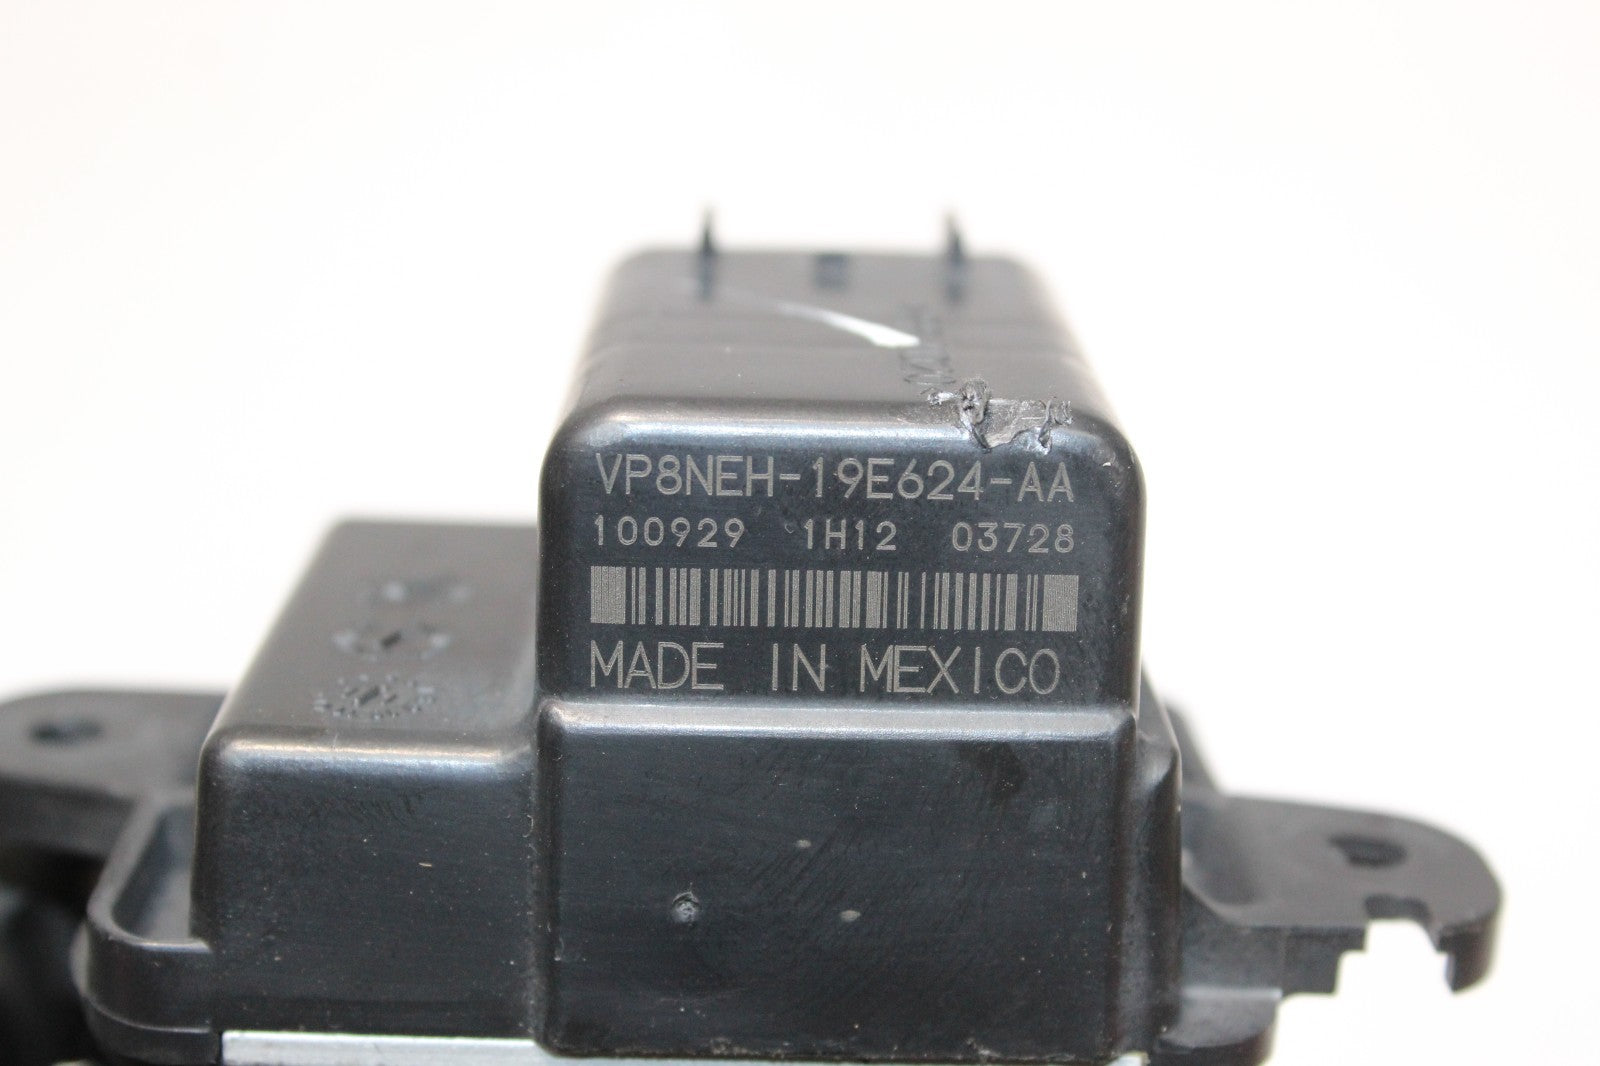 VP8NEH-19E624-AA
100929 1H12 03728
MADE IN MEXICO